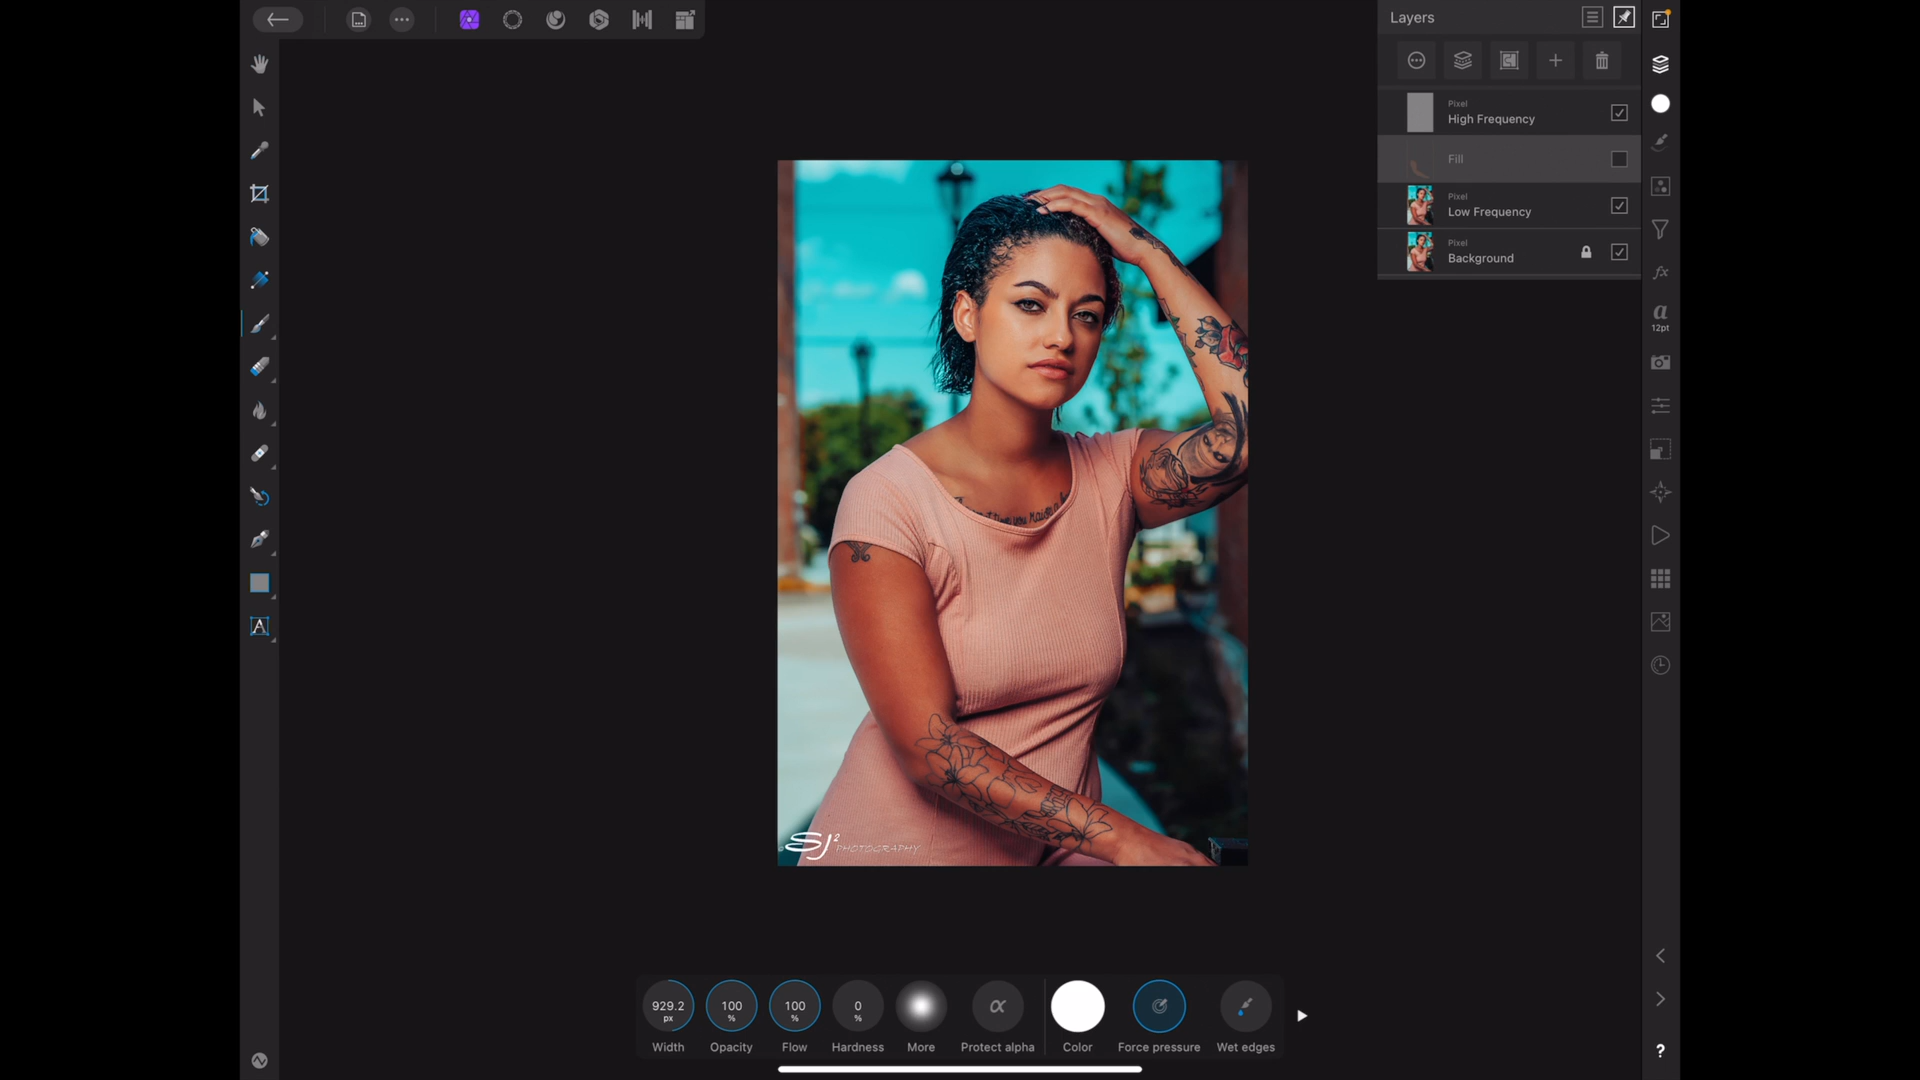 Layers
Pixel
High Frequency
Fill
Pixel
Low Frequency
Pixel
Background
fx
a
12pt
A
SJ2
PHOTOGRAPHY
929.2
px
100
%
100
%
0
%
α
Width
Opacity
Flow
Hardness
More
Protect alpha
Color
Force pressure
Wet edges
?